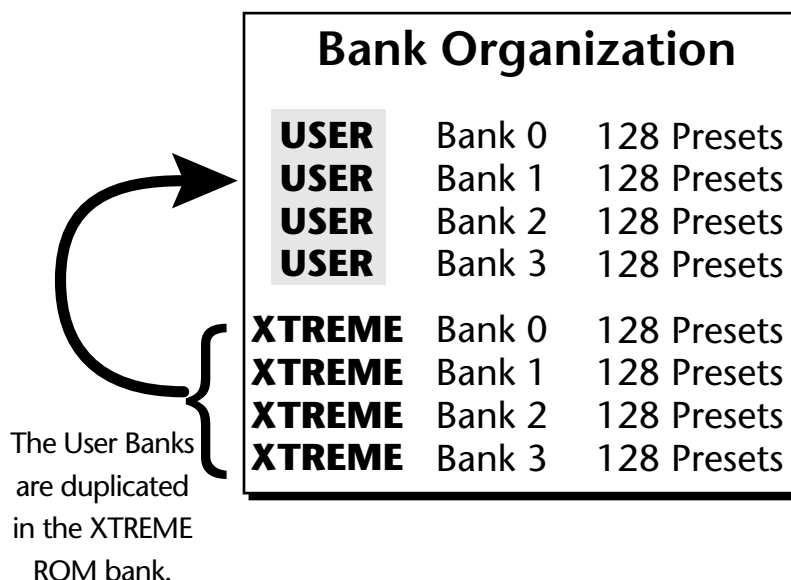 Bank Organization
USER Bank 0 128 Presets
USER Bank 1 128 Presets
USER Bank 2 128 Presets
USER Bank 3 128 Presets
XTREME Bank 0 128 Presets
XTREME Bank 1 128 Presets
XTREME Bank 2 128 Presets
XTREME Bank 3 128 Presets
The User Banks
are duplicated
in the XTREME
ROM bank.